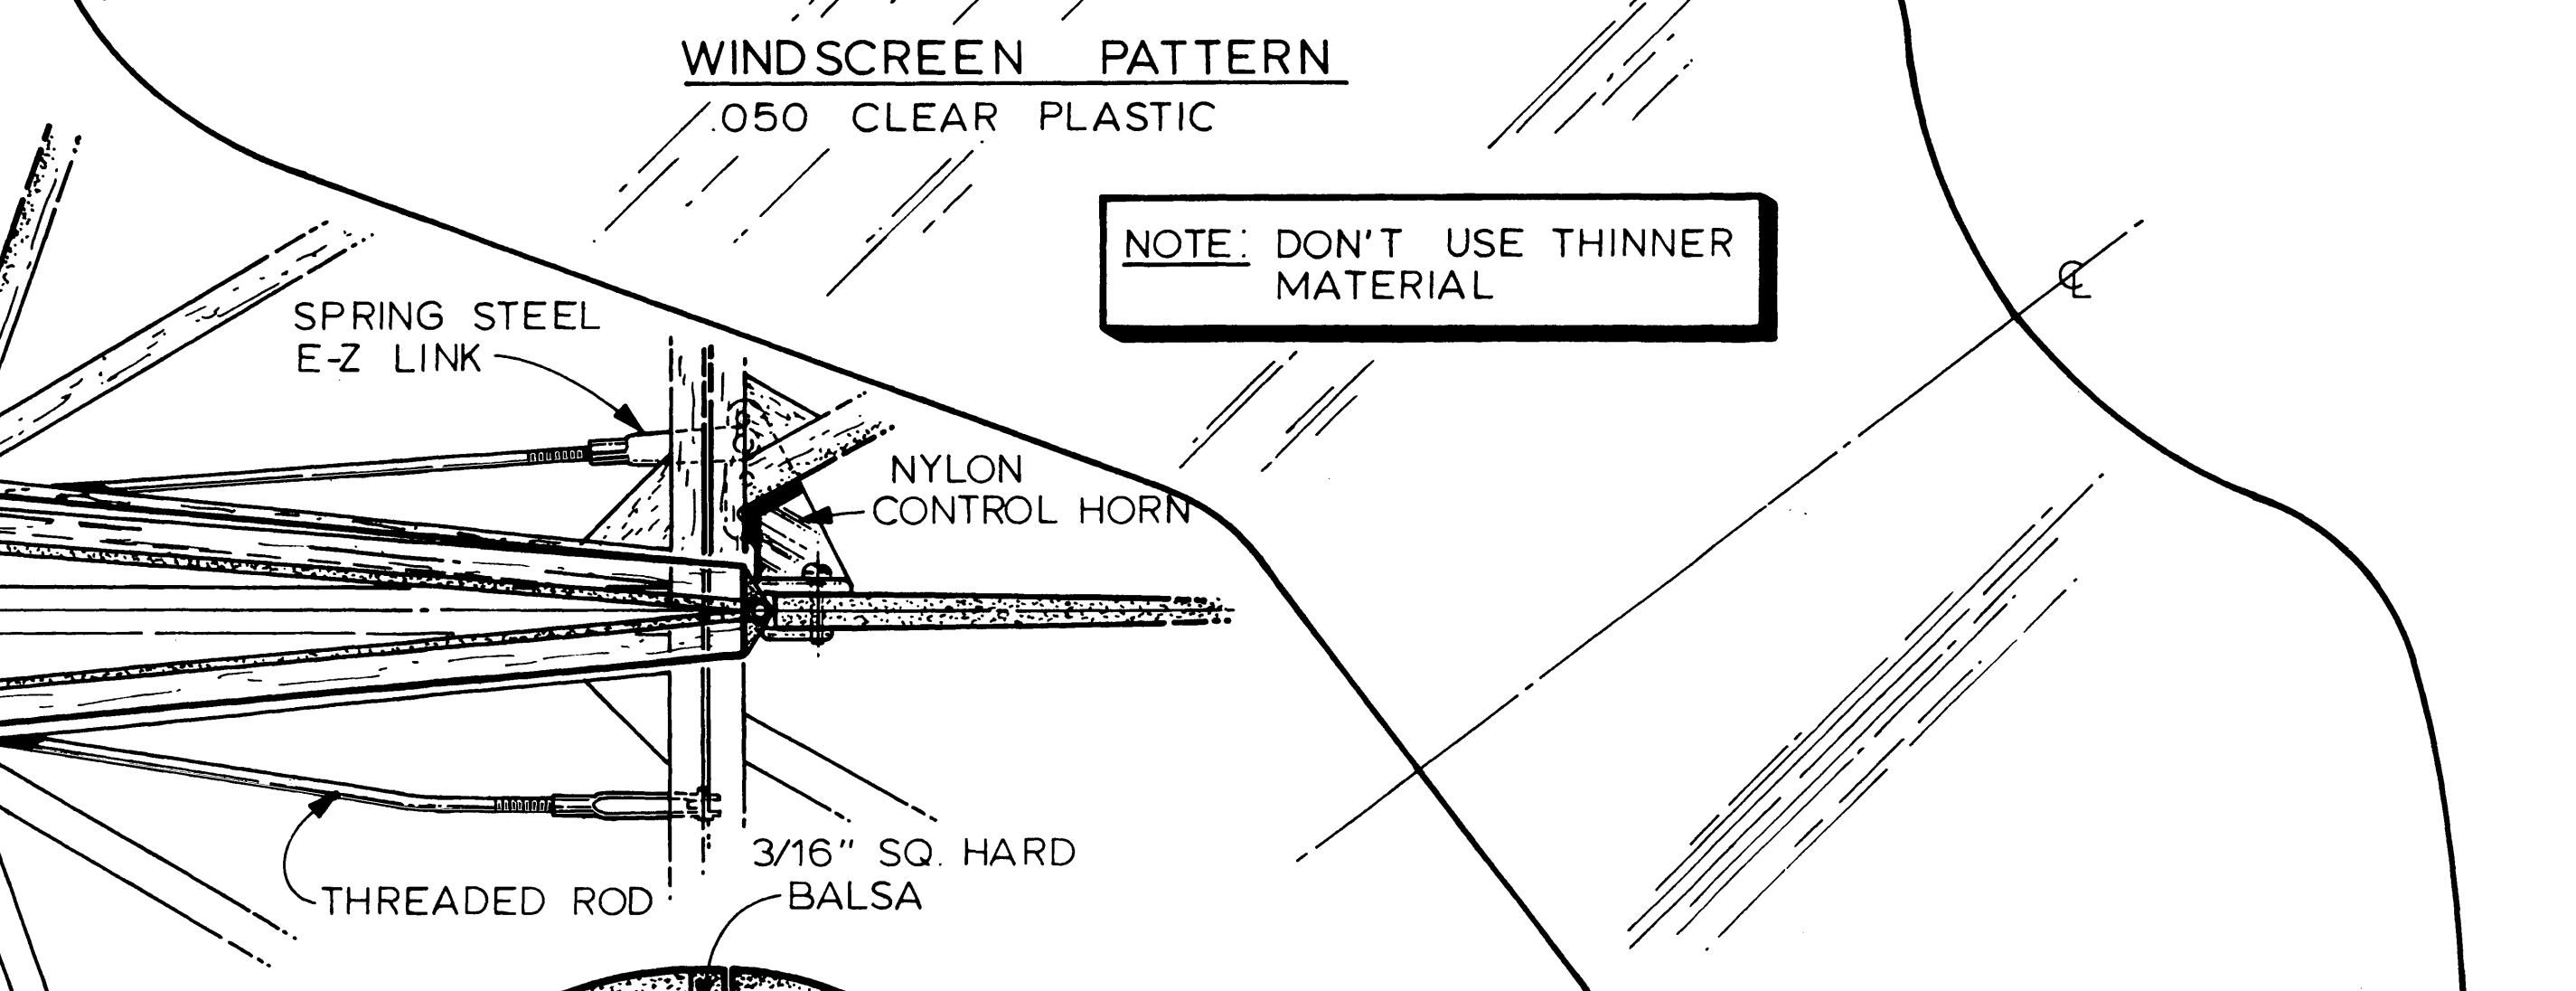 WINDSCREEN PATTERN
.050 CLEAR PLASTIC
NOTE: DON'T USE THINNER
MATERIAL
℄
SPRING STEEL
E-Z LINK
NYLON
CONTROL HORN
3/16" SQ. HARD
BALSA
THREADED ROD